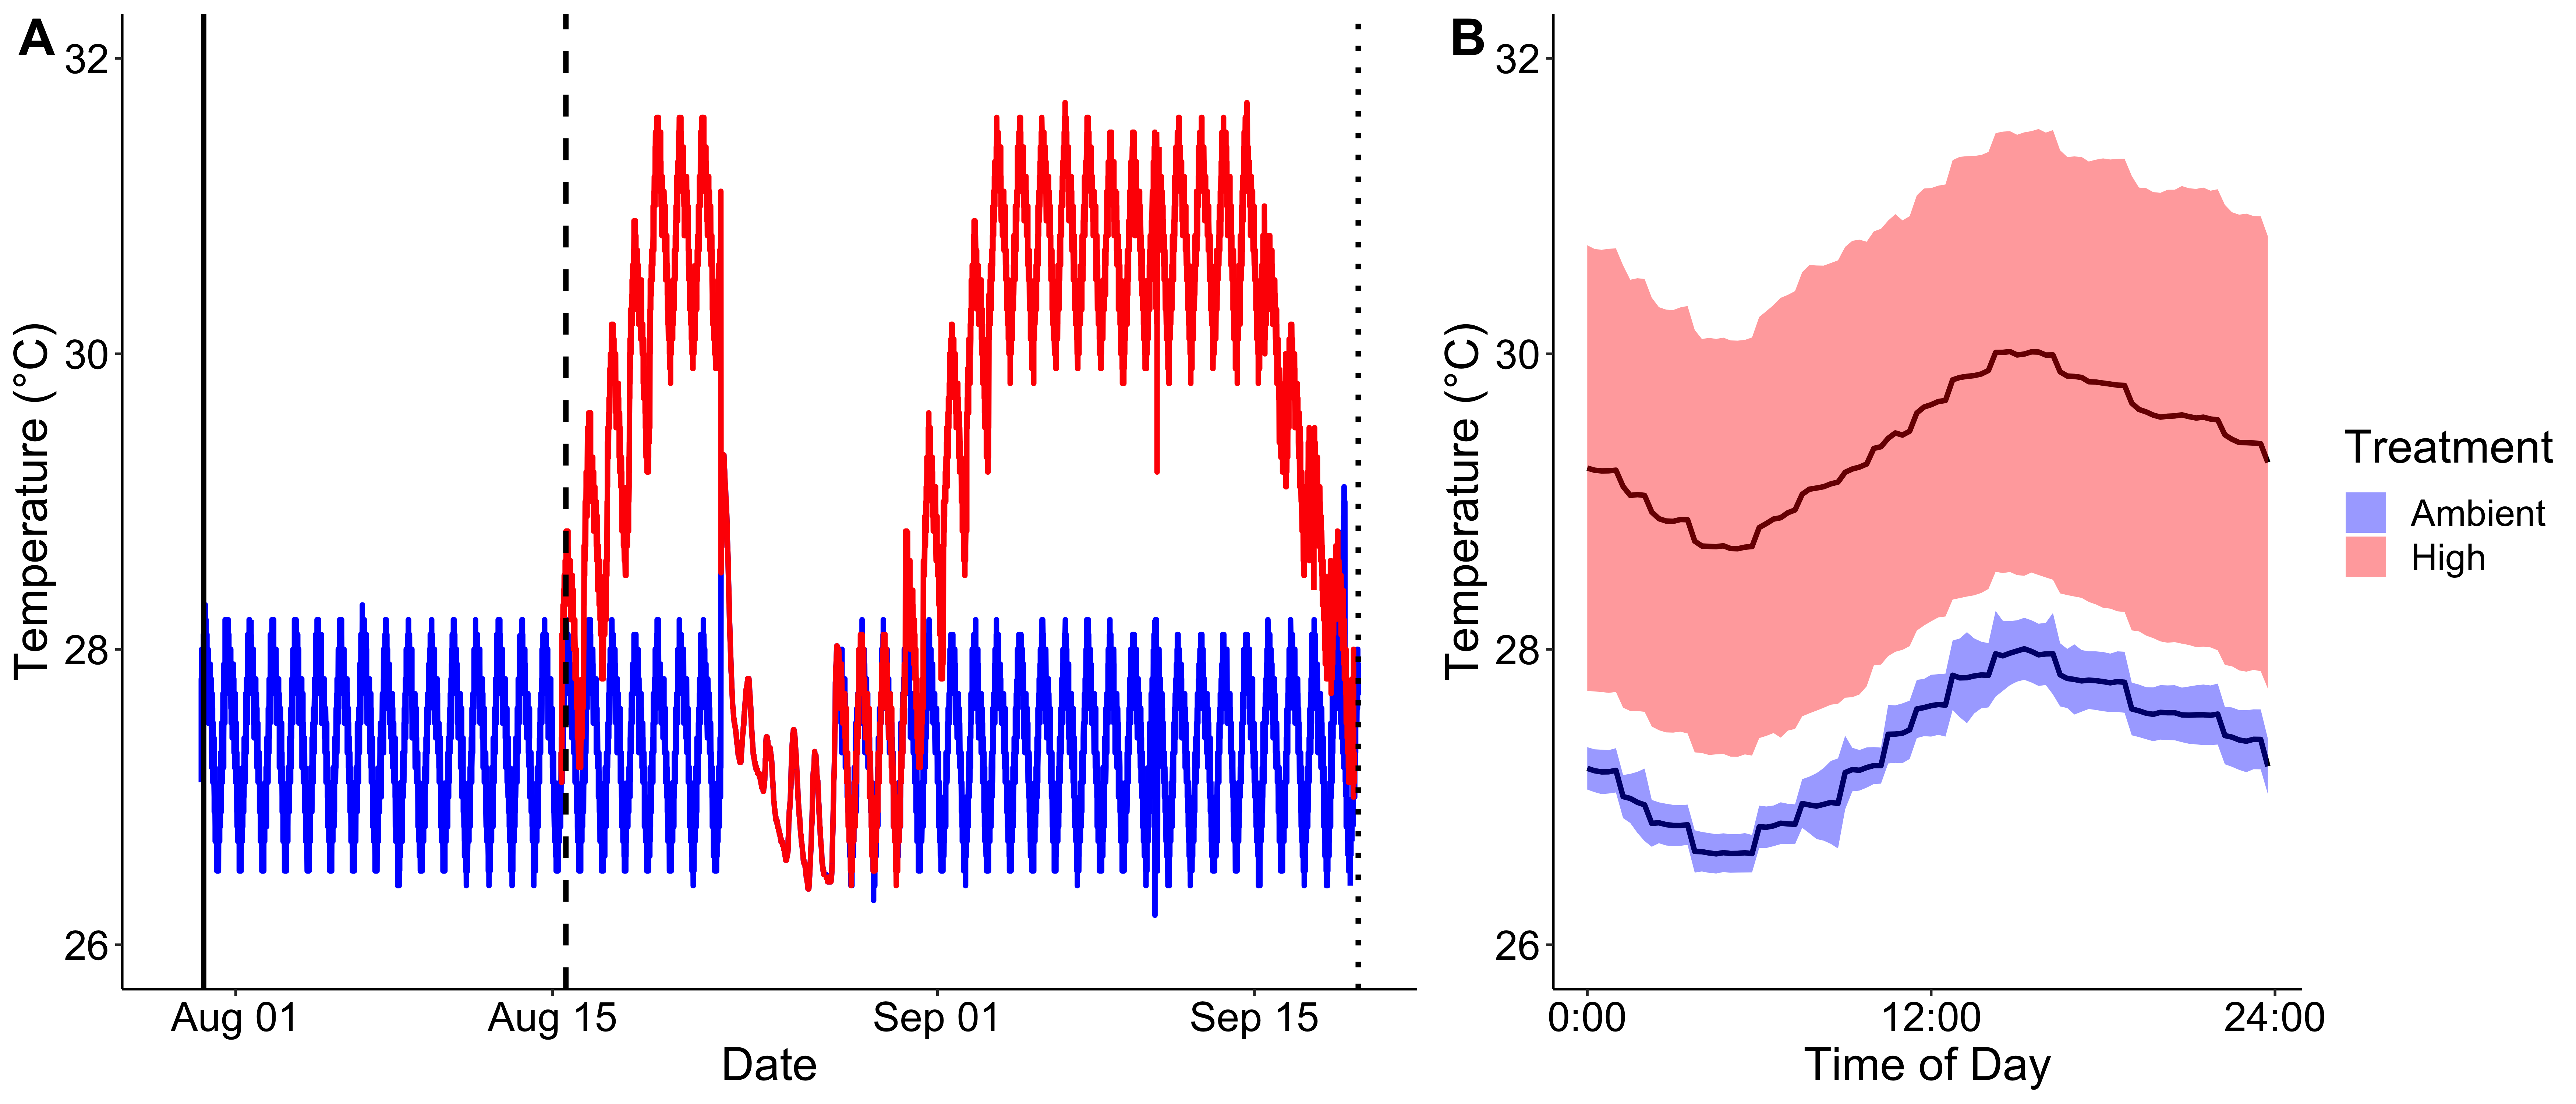 A
32
30
28
26
Temperature (°C)
Aug 01
Aug 15
Sep 01
Sep 15
Date
B
32
30
28
26
Temperature (°C)
0:00
12:00
24:00
Time of Day
Treatment
Ambient
High